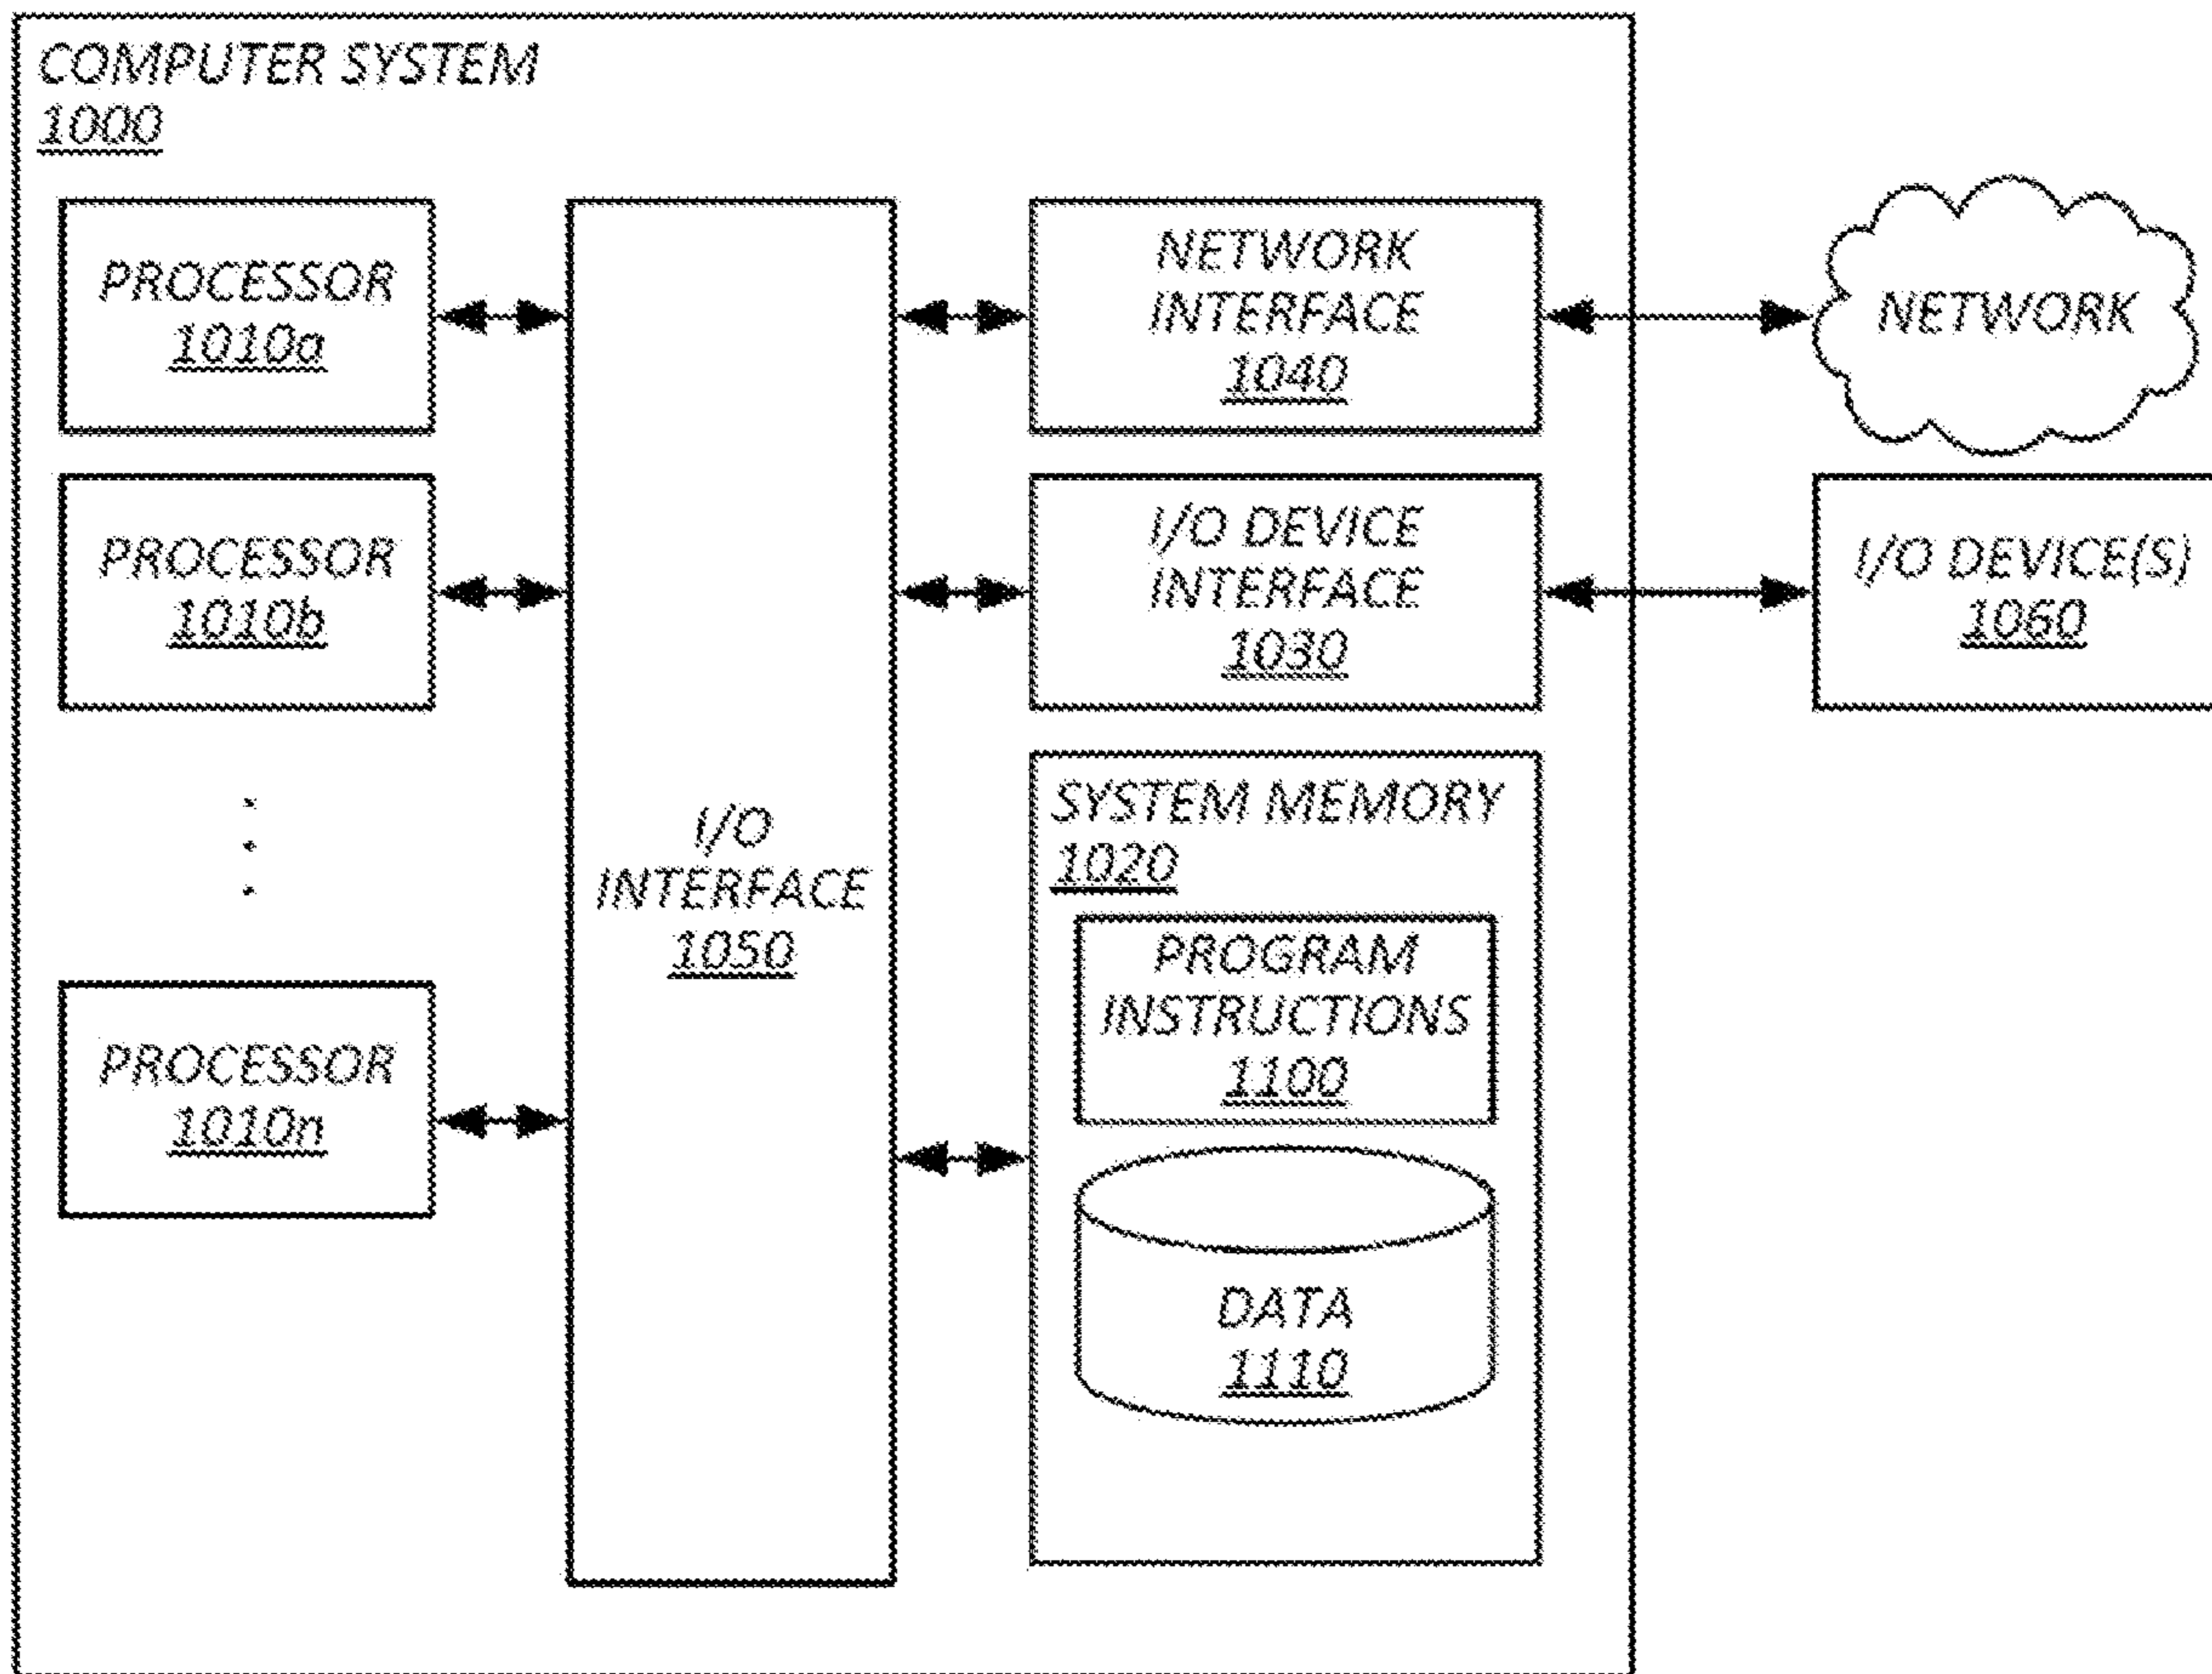 COMPUTER SYSTEM
1000
PROCESSOR
1010a
PROCESSOR
1010b
PROCESSOR
1010n
I/O
INTERFACE
1050
NETWORK
INTERFACE
1040
I/O DEVICE
INTERFACE
1030
SYSTEM MEMORY
1020
PROGRAM
INSTRUCTIONS
1100
DATA
1110
NETWORK
I/O DEVICE(S)
1060